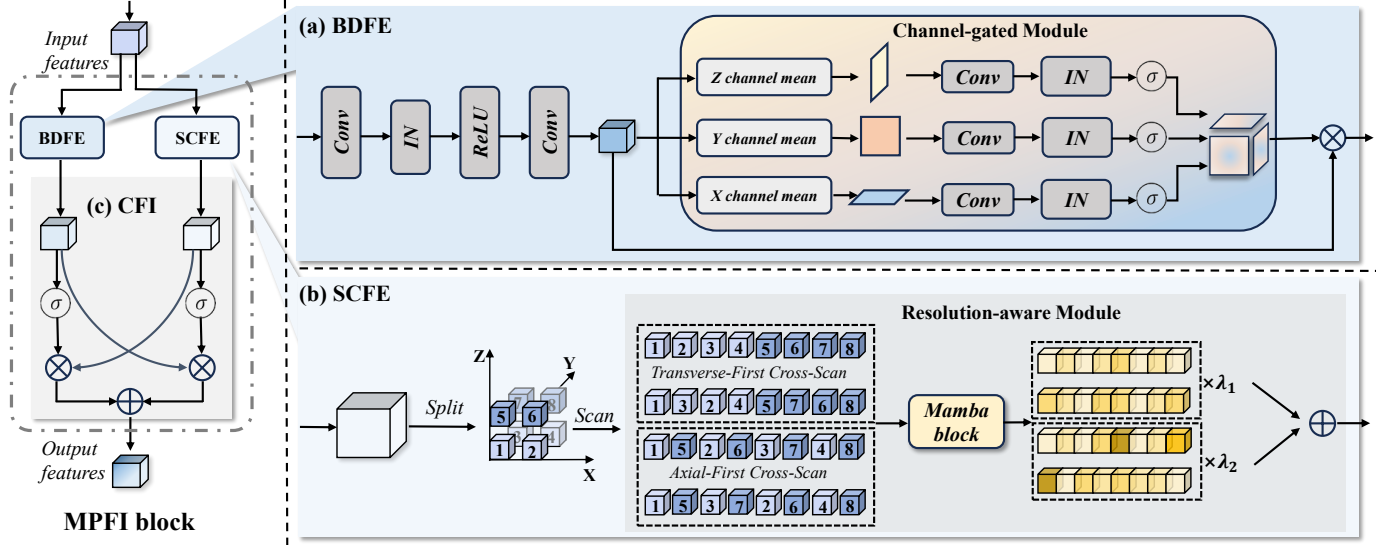 Input
features
BDFE
SCFE
(c) CFI
σ
σ
Output
features
MPFI block
(a) BDFE
Channel-gated Module
Conv
IN
ReLU
Conv
Z channel mean
Conv
IN
σ
Y channel mean
Conv
IN
σ
X channel mean
Conv
IN
σ
(b) SCFE
Split
Z
Y
X
7 8
5 6
3 4
1 2
Scan
Resolution-aware Module
1 2 3 4 5 6 7 8
Transverse-First Cross-Scan
1 3 2 4 5 7 6 8
1 5 2 6 3 7 4 8
Axial-First Cross-Scan
1 5 3 7 2 6 4 8
Mamba
block
×λ1
×λ2